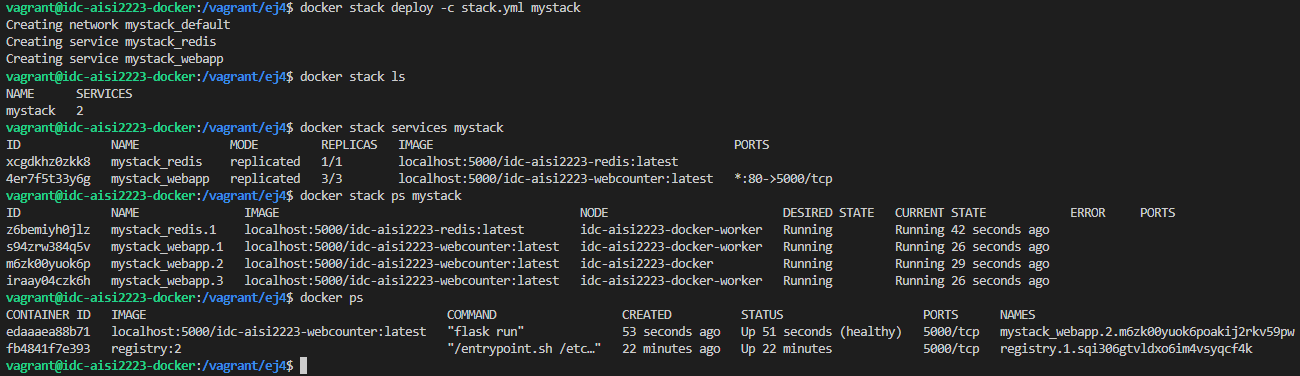 vagrant@idc-aisi2223-docker:/vagrant/ej4$ docker stack deploy -c stack.yml mystack
Creating network mystack_default
Creating service mystack_redis
Creating service mystack_webapp
vagrant@idc-aisi2223-docker:/vagrant/ej4$ docker stack ls
NAME      SERVICES
mystack   2
vagrant@idc-aisi2223-docker:/vagrant/ej4$ docker stack services mystack
ID             NAME             MODE         REPLICAS   IMAGE                                       PORTS
xcgdkhz0zkk8   mystack_redis    replicated   1/1        localhost:5000/idc-aisi2223-redis:latest
4er7f5t33y6g   mystack_webapp   replicated   3/3        localhost:5000/idc-aisi2223-webcounter:latest   *:80->5000/tcp
vagrant@idc-aisi2223-docker:/vagrant/ej4$ docker stack ps mystack
ID             NAME               IMAGE                                           NODE                         DESIRED STATE   CURRENT STATE            ERROR     PORTS
z6bemiyh0jlz   mystack_redis.1    localhost:5000/idc-aisi2223-redis:latest        idc-aisi2223-docker-worker   Running         Running 42 seconds ago
s94zrw384q5v   mystack_webapp.1   localhost:5000/idc-aisi2223-webcounter:latest   idc-aisi2223-docker-worker   Running         Running 26 seconds ago
m6zk00yuok6p   mystack_webapp.2   localhost:5000/idc-aisi2223-webcounter:latest   idc-aisi2223-docker          Running         Running 29 seconds ago
iraay04czk6h   mystack_webapp.3   localhost:5000/idc-aisi2223-webcounter:latest   idc-aisi2223-docker-worker   Running         Running 26 seconds ago
vagrant@idc-aisi2223-docker:/vagrant/ej4$ docker ps
CONTAINER ID   IMAGE                                           COMMAND                  CREATED          STATUS                    PORTS      NAMES
edaaaea88b71   localhost:5000/idc-aisi2223-webcounter:latest   "flask run"              53 seconds ago   Up 51 seconds (healthy)   5000/tcp   mystack_webapp.2.m6zk00yuok6poakij2rkv59pw
fb4841f7e393   registry:2                                      "/entrypoint.sh /etc…"   22 minutes ago   Up 22 minutes             5000/tcp   registry.1.sqi306gtvldxo6im4vsyqcf4k
vagrant@idc-aisi2223-docker:/vagrant/ej4$